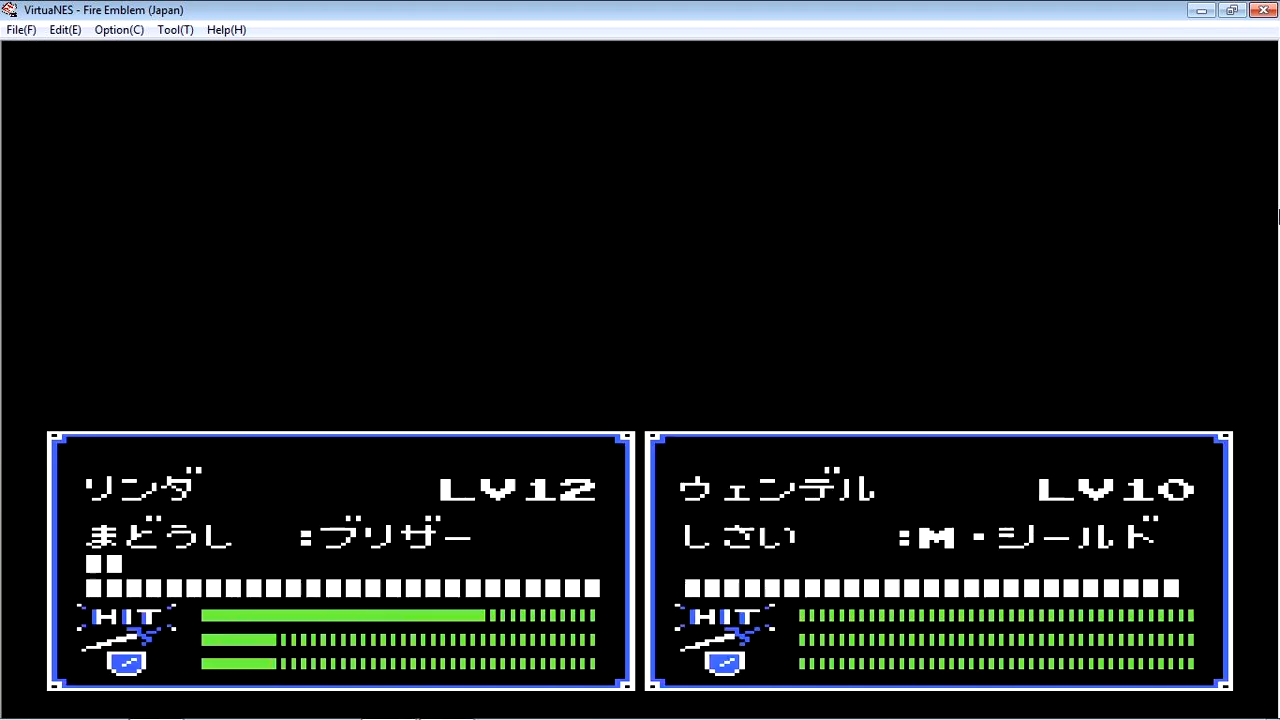 VirtuaNES - Fire Emblem (Japan)
File(F) Edit(E) Option(C) Tool(T) Help(H)
リンダ LV12
まどうし :ブリザー
HIT
ウェンデル LV10
しさい :M・シールド
HIT